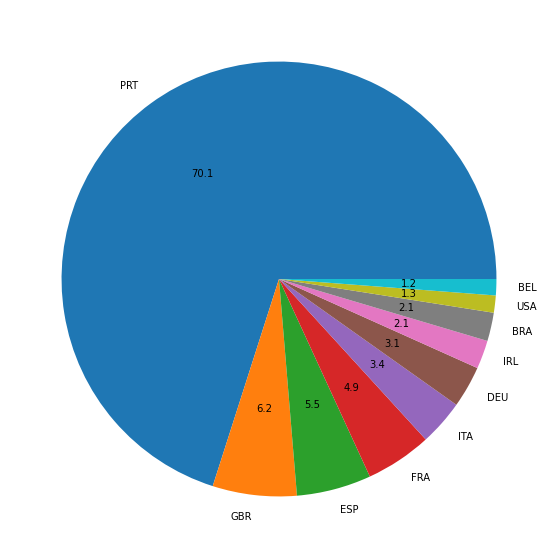 PRT
70.1
1.2
BEL
1.3
USA
2.1
BRA
2.1
IRL
3.1
DEU
3.4
ITA
4.9
FRA
5.5
ESP
6.2
GBR